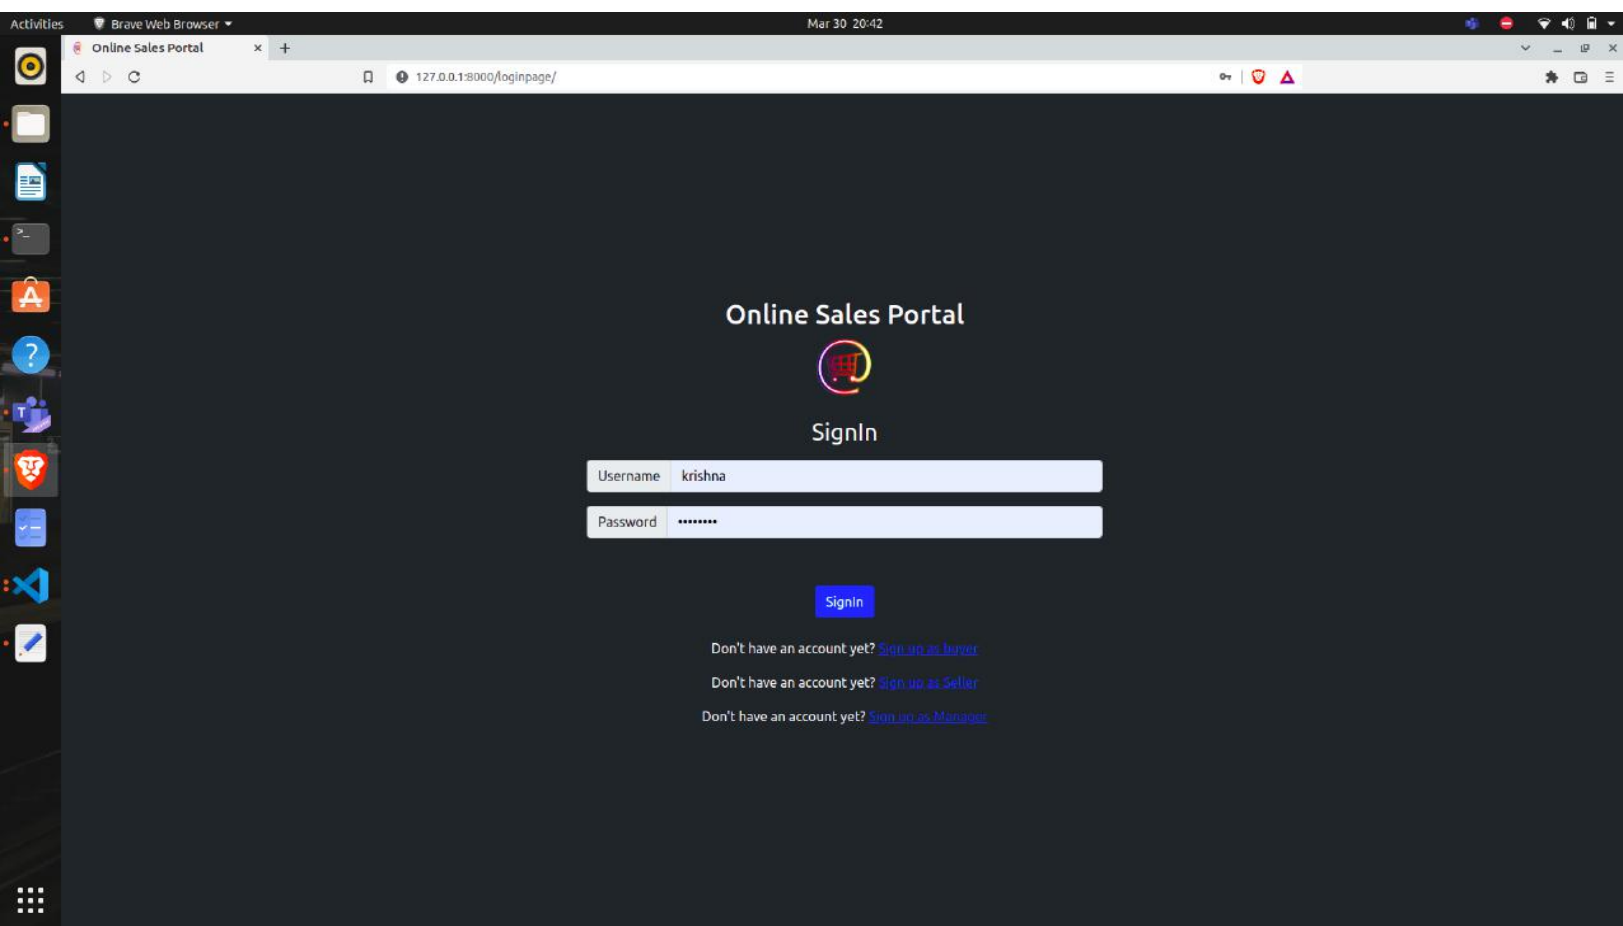 Activities Brave Web Browser Mar 30 20:42
Online Sales Portal
127.0.0.1:8000/loginpage/
Online Sales Portal
SignIn
Username krishna
Password ••••••••
SignIn
Don't have an account yet? Sign up as buyer
Don't have an account yet? Sign up as Seller
Don't have an account yet? Sign up as Manager